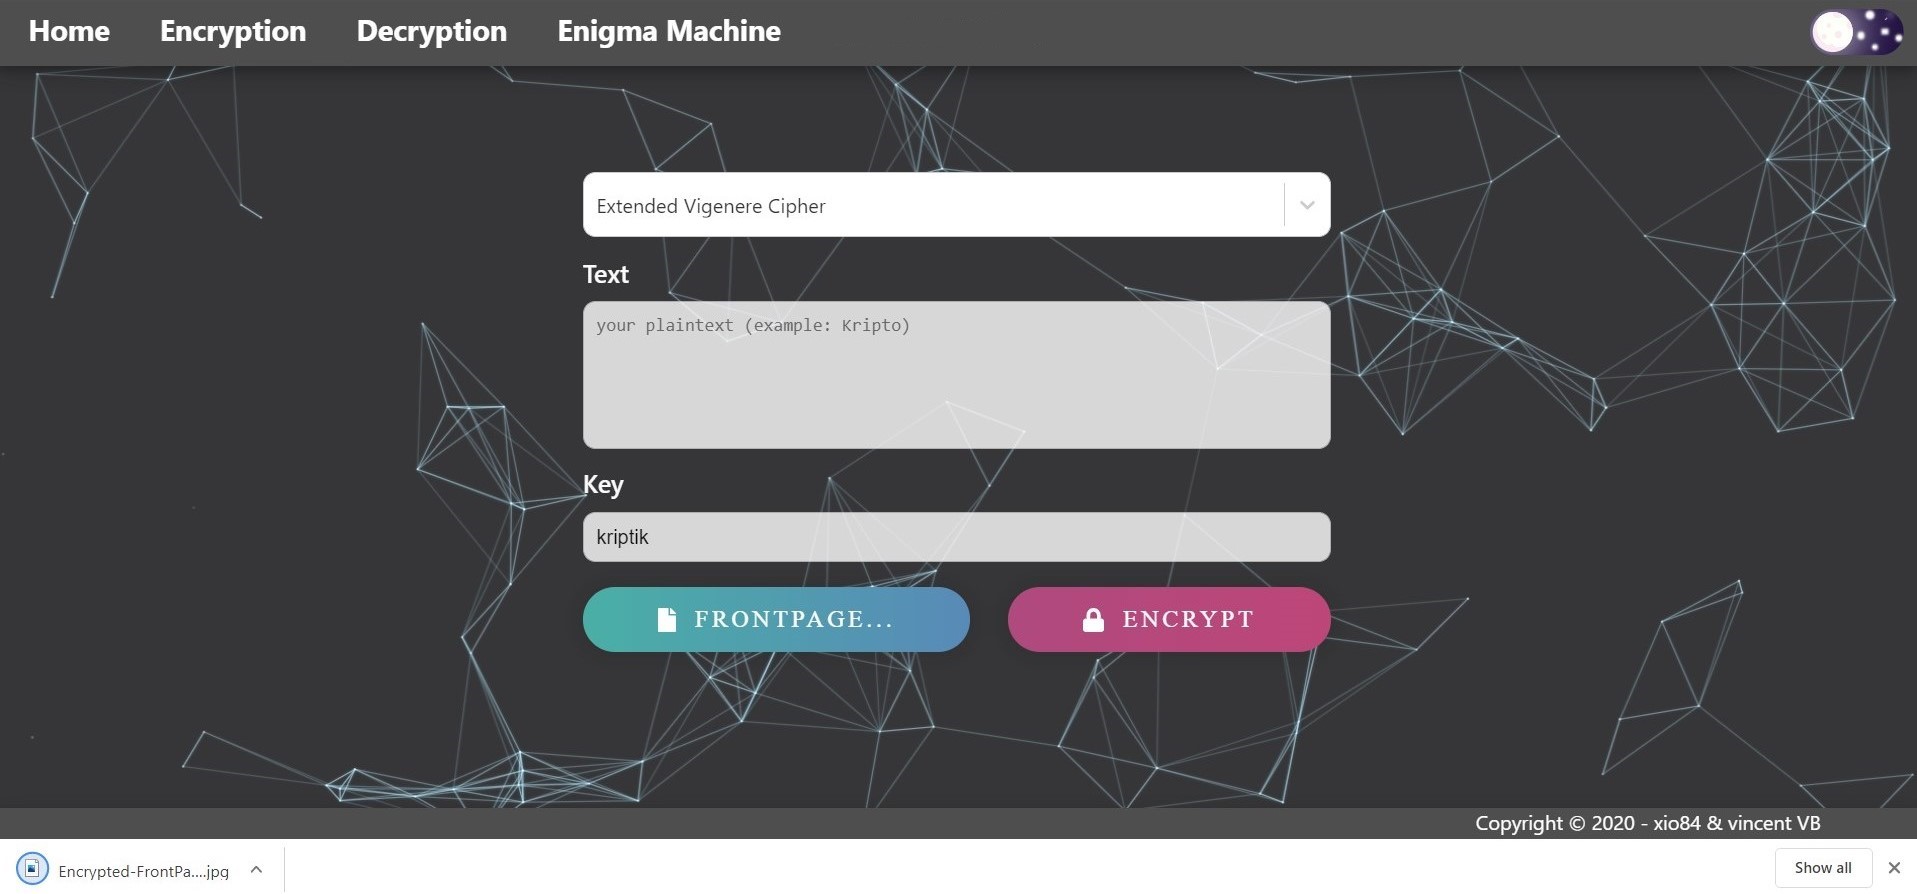 Home Encryption Decryption Enigma Machine
Extended Vigenere Cipher
Text
your plaintext (example: Kripto)
Key
kriptik
FRONTPAGE... ENCRYPT
Copyright © 2020 - xio84 & vincent VB
Encrypted-FrontPa....jpg Show all